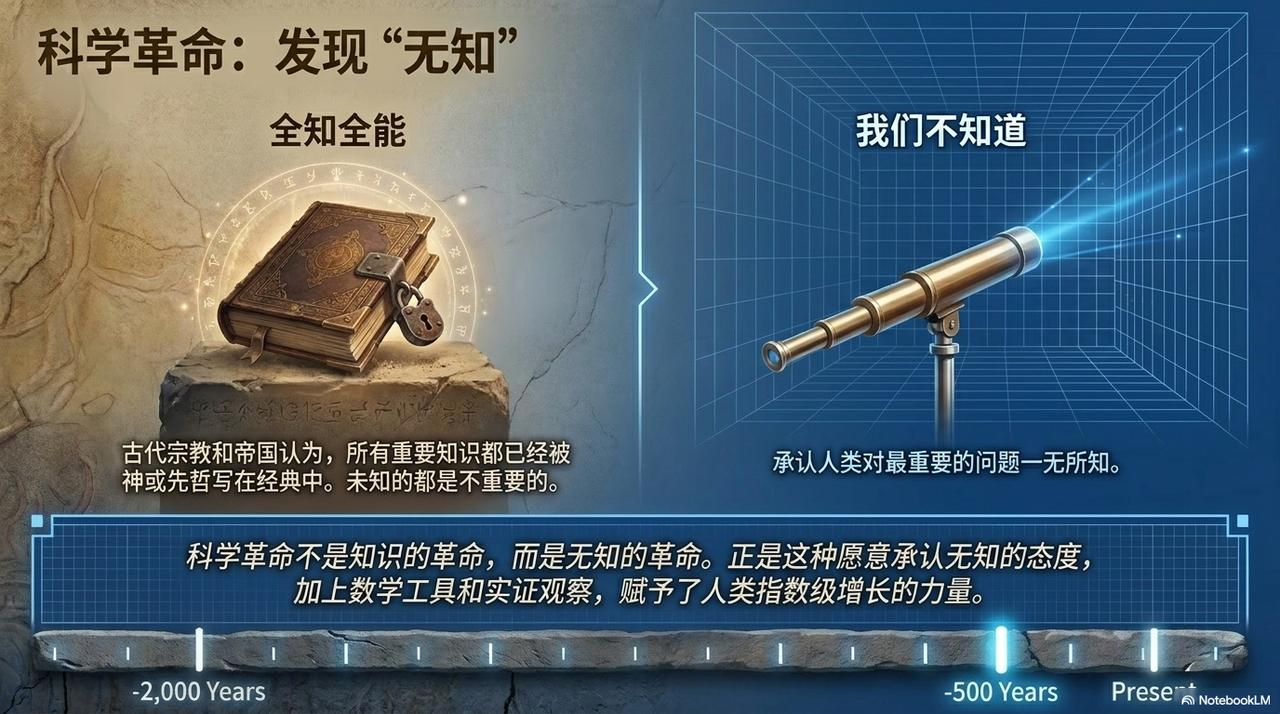 科学革命：发现“无知”
全知全能
古代宗教和帝国认为，所有重要知识都已经被
神或先哲写在经典中。未知的都是不重要的。
我们不知道
承认人类对最重要的问题一无所知。
科学革命不是知识的革命，而是无知的革命。正是这种愿意承认无知的态度，
加上数学工具和实证观察，赋予了人类指数级增长的力量。
-2,000 Years
-500 Years
Present
NotebookLM